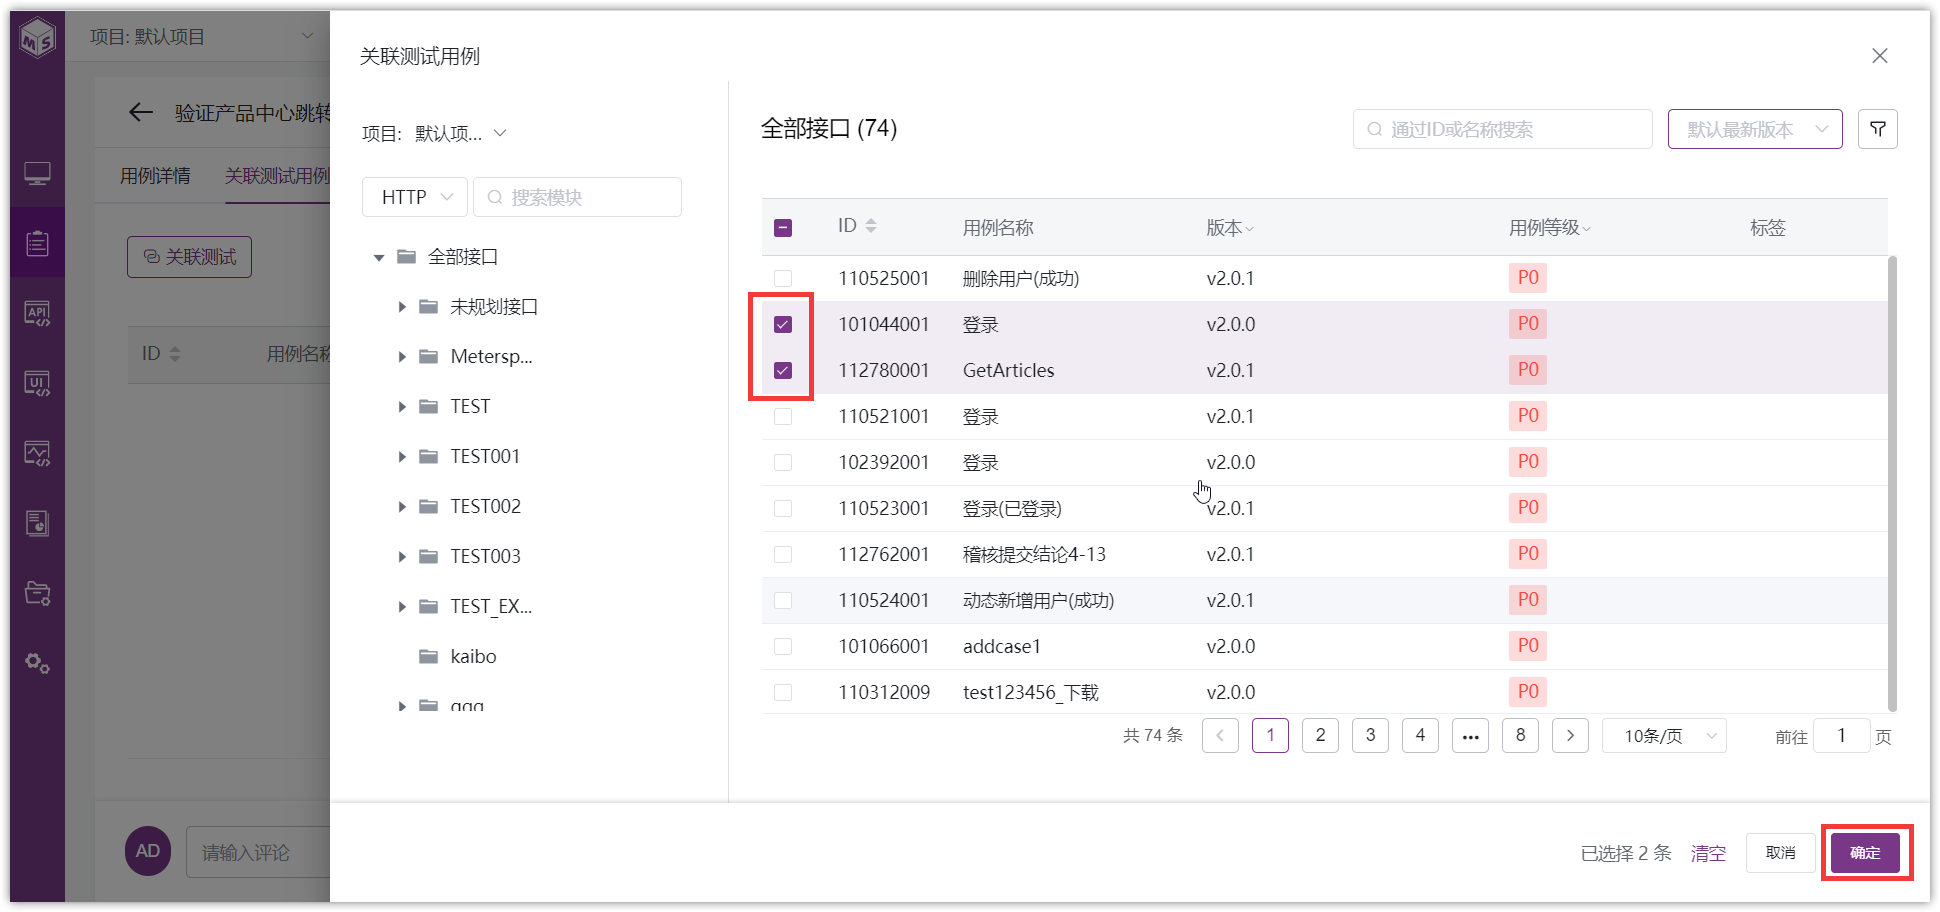 项目: 默认项目
验证产品中心跳转
用例详情
关联测试用例
关联测试
ID
用例名称
AD
请输入评论
MS
API
UI
关联测试用例
项目: 默认项...
HTTP
搜索模块
全部接口
未规划接口
Metersp...
TEST
TEST001
TEST002
TEST003
TEST_EX...
kaibo
qqq
全部接口 (74)
通过ID或名称搜索
默认最新版本
ID 用例名称 版本 用例等级 标签
110525001 删除用户(成功) v2.0.1 P0
101044001 登录 v2.0.0 P0
112780001 GetArticles v2.0.1 P0
110521001 登录 v2.0.1 P0
102392001 登录 v2.0.0 P0
110523001 登录(已登录) v2.0.1 P0
112762001 稽核提交结论4-13 v2.0.1 P0
110524001 动态新增用户(成功) v2.0.1 P0
101066001 addcase1 v2.0.0 P0
110312009 test123456_下载 v2.0.0 P0
共 74 条 1 2 3 4 ... 8 10条/页 前往 1 页
已选择 2 条 清空 取消 确定